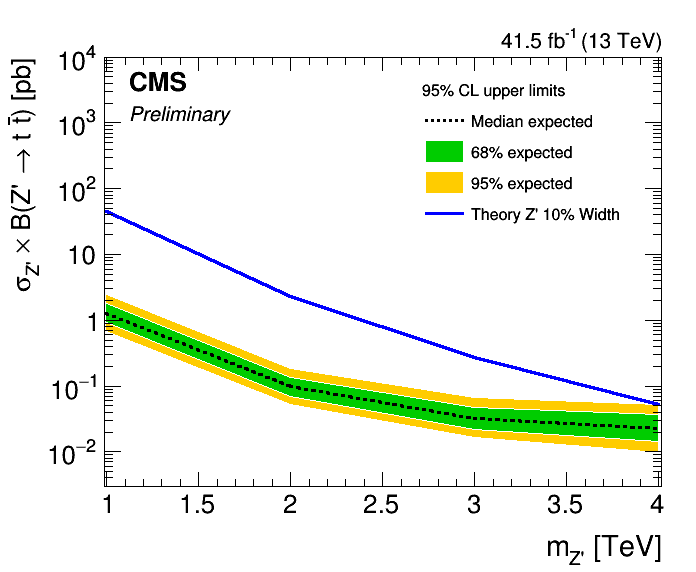 41.5 fb⁻¹ (13 TeV)
CMS
Preliminary
95% CL upper limits
Median expected
68% expected
95% expected
Theory Z' 10% Width
σ_Z' × B(Z' → t t̄) [pb]
10⁴
10³
10²
10
1
10⁻¹
10⁻²
1 1.5 2 2.5 3 3.5 4
m_Z' [TeV]